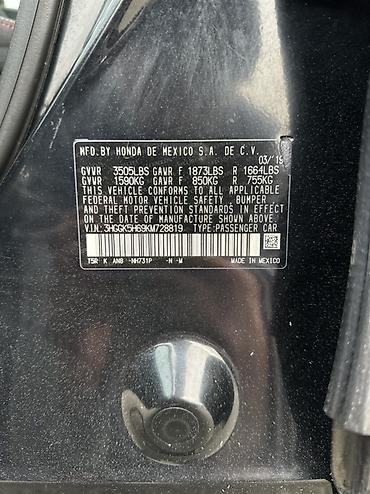 MFD.BY HONDA DE MEXICO S.A. DE C.V.
03/'19
GVWR 3505LBS GAWR F 1873LBS R 1664LBS
GVWR 1590KG GAWR F 850KG R 755KG
THIS VEHICLE CONFORMS TO ALL APPLICABLE
FEDERAL MOTOR VEHICLE SAFETY, BUMPER,
AND THEFT PREVENTION STANDARDS IN EFFECT
ON THE DATE OF MANUFACTURE SHOWN ABOVE.
V.I.N.:3HGGK5H69KM728819 TYPE:PASSENGER CAR
T5R K AN8 -NH731P -N -M MADE IN MEXICO